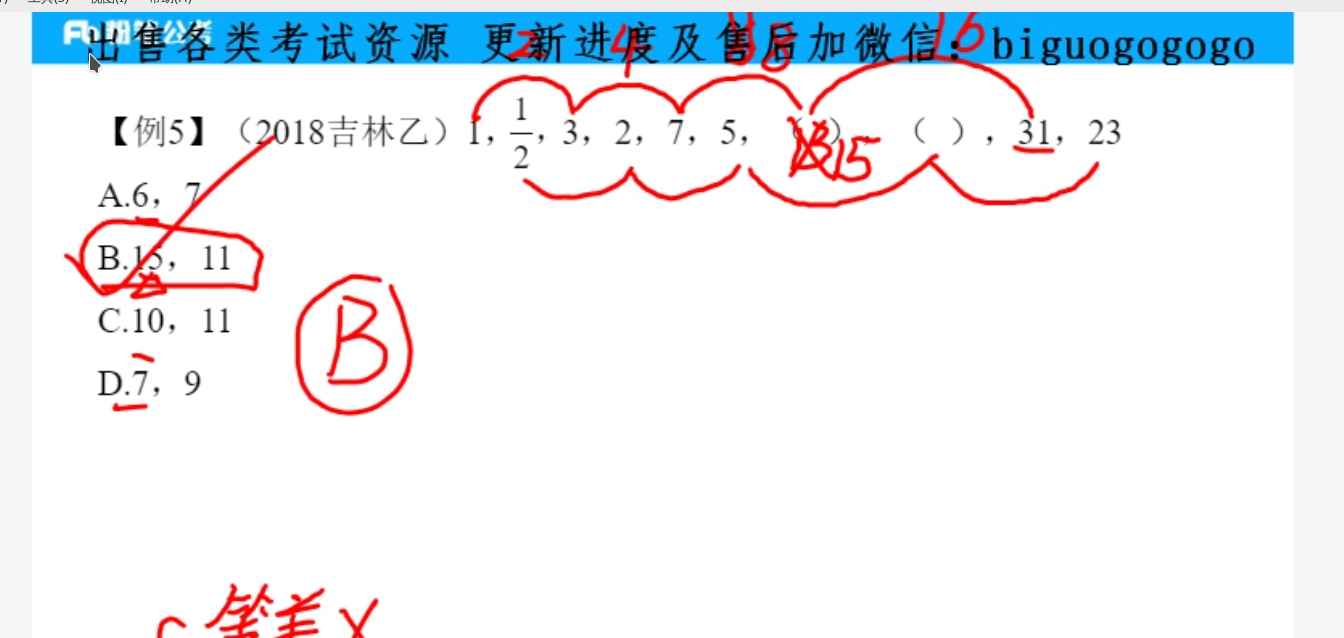 出售各类考试资源 更新进度及售后加微信：biguogogogo
2 4 8 16
【例5】（2018吉林乙）1，1/2，3，2，7，5，（ ），（ ），31，23
15
A.6，7
B.15，11
C.10，11
D.7，9
B
等差 X